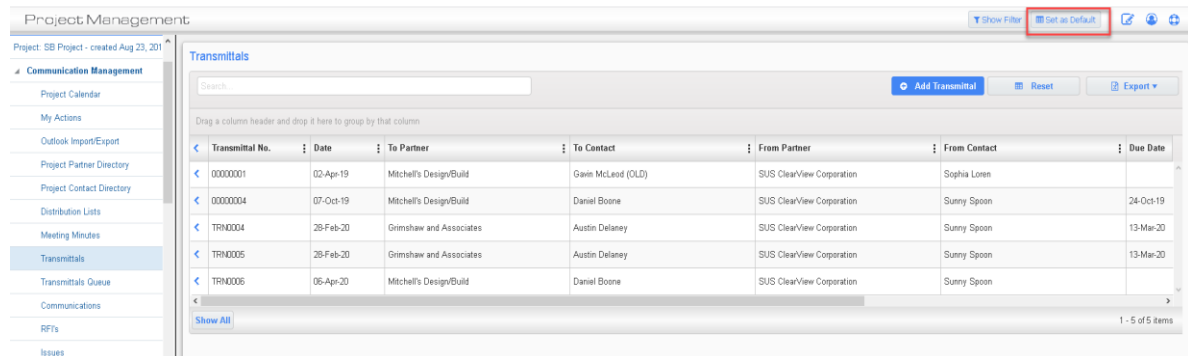 Project Management
Show Filter
Set as Default
Project: SB Project - created Aug 23, 201
Communication Management
Project Calendar
My Actions
Outlook Import/Export
Project Partner Directory
Project Contact Directory
Distribution Lists
Meeting Minutes
Transmittals
Transmittals Queue
Communications
RFI's
Issues
Transmittals
Search:
Add Transmittal
Reset
Export
Drag a column header and drop it here to group by that column
Transmittal No. Date To Partner To Contact From Partner From Contact Due Date
00000001 02-Apr-19 Mitchell's Design/Build Gavin McLeod (OLD) SUS ClearView Corporation Sophia Loren
00000004 07-Oct-19 Mitchell's Design/Build Daniel Boone SUS ClearView Corporation Sunny Spoon 24-Oct-19
TRN0004 28-Feb-20 Grimshaw and Associates Austin Delaney SUS ClearView Corporation Sunny Spoon 13-Mar-20
TRN0005 28-Feb-20 Grimshaw and Associates Austin Delaney SUS ClearView Corporation Sunny Spoon 13-Mar-20
TRN0006 06-Apr-20 Mitchell's Design/Build Daniel Boone SUS ClearView Corporation Sunny Spoon
Show All
1 - 5 of 5 items